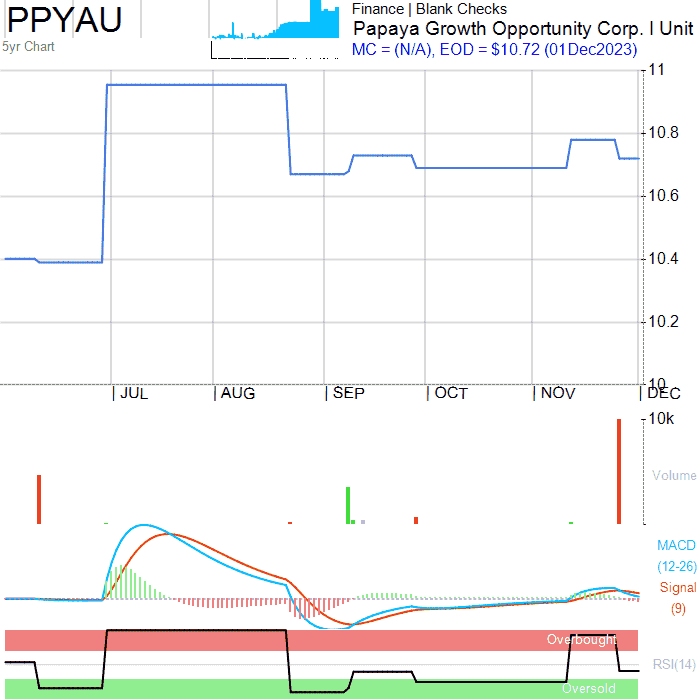 PPYAU
Finance | Blank Checks
Papaya Growth Opportunity Corp. I Unit
5yr Chart
MC = (N/A), EOD = $10.72 (01Dec2023)
11
10.8
10.6
10.4
10.2
10
JUL
AUG
SEP
OCT
NOV
DEC
10k
Volume
MACD
(12-26)
Signal
(9)
Overbought
RSI(14)
Oversold